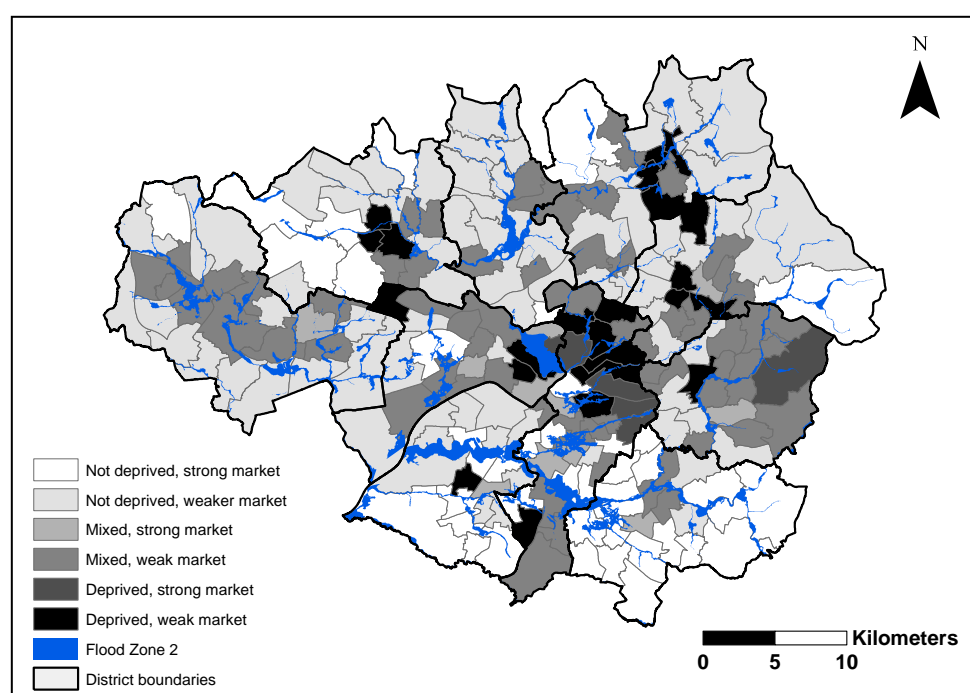 N
Not deprived, strong market
Not deprived, weaker market
Mixed, strong market
Mixed, weak market
Deprived, strong market
Deprived, weak market
Flood Zone 2
District boundaries
Kilometers
0 5 10